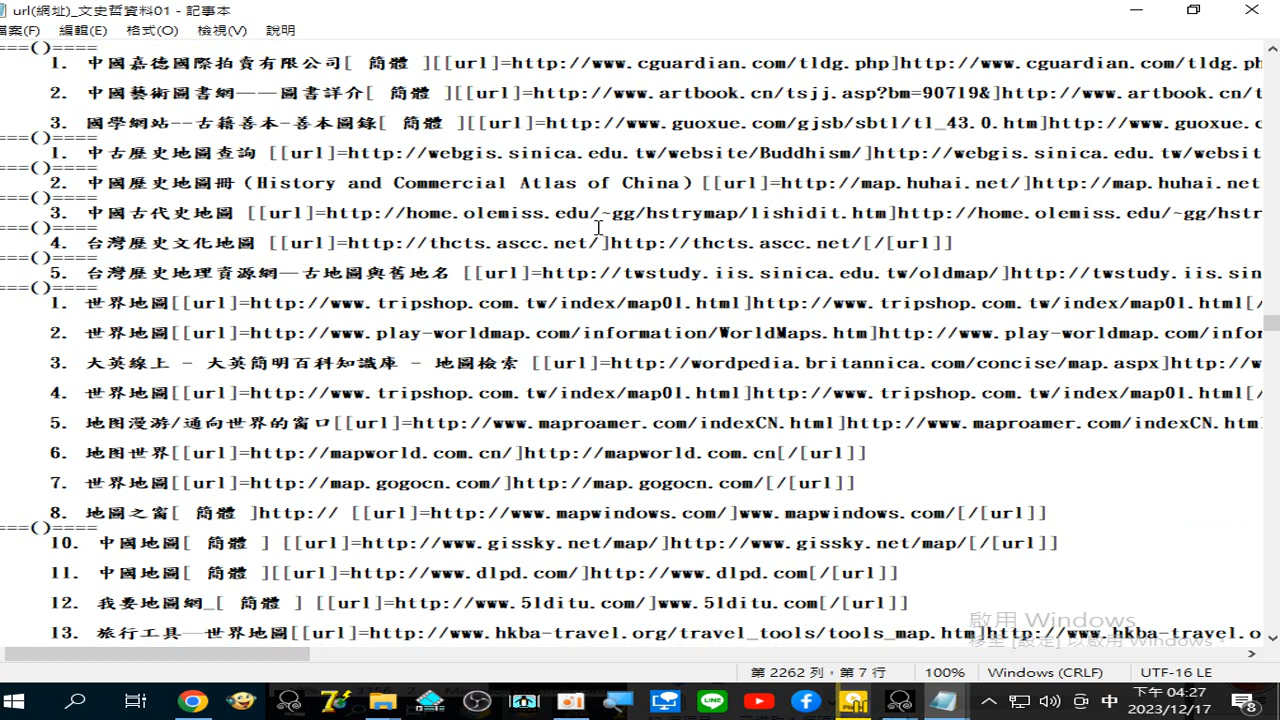 url(網址)_文史哲資料01 - 記事本
檔案(F) 編輯(E) 格式(O) 檢視(V) 說明
===()====
1. 中國嘉德國際拍賣有限公司[ 簡體 ][[url]=http://www.cguardian.com/tldg.php]http://www.cguardian.com/tldg.ph
2. 中國藝術圖書網——圖書詳介[ 簡體 ][[url]=http://www.artbook.cn/tsjj.asp?bm=90719&]http://www.artbook.cn/t
3. 國學網站--古籍善本-善本圖錄[ 簡體 ][[url]=http://www.guoxue.com/gjsb/sbtl/tl_43.0.htm]http://www.guoxue.c
===()====
1. 中古歷史地圖查詢 [[url]=http://webgis.sinica.edu.tw/website/Buddhism/]http://webgis.sinica.edu.tw/websit
===()====
2. 中國歷史地圖冊（History and Commercial Atlas of China）[[url]=http://map.huhai.net/]http://map.huhai.net
===()====
3. 中國古代史地圖 [[url]=http://home.olemiss.edu/~gg/hstrymap/lishidit.htm]http://home.olemiss.edu/~gg/hstr
===()====
4. 台灣歷史文化地圖 [[url]=http://thcts.ascc.net/]http://thcts.ascc.net/[/[url]]
===()====
5. 台灣歷史地理資源網—古地圖與舊地名 [[url]=http://twstudy.iis.sinica.edu.tw/oldmap/]http://twstudy.iis.sin
===()====
1. 世界地圖[[url]=http://www.tripshop.com.tw/index/map01.html]http://www.tripshop.com.tw/index/map01.html[/
2. 世界地圖[[url]=http://www.play-worldmap.com/information/WorldMaps.htm]http://www.play-worldmap.com/infor
3. 大英線上 - 大英簡明百科知識庫 - 地圖檢索 [[url]=http://wordpedia.britannica.com/concise/map.aspx]http://w
4. 世界地圖[[url]=http://www.tripshop.com.tw/index/map01.html]http://www.tripshop.com.tw/index/map01.html[/
5. 地图漫游/通向世界的窗口[[url]=http://www.maproamer.com/indexCN.html]http://www.maproamer.com/indexCN.htm
6. 地图世界[[url]=http://mapworld.com.cn/]http://mapworld.com.cn[/[url]]
7. 世界地圖[[url]=http://map.gogocn.com/]http://map.gogocn.com/[/[url]]
8. 地圖之窗[ 簡體 ]http:// [[url]=http://www.mapwindows.com/]www.mapwindows.com/[/[url]]
===()====
10. 中國地圖[ 簡體 ] [[url]=http://www.gissky.net/map/]http://www.gissky.net/map/[/[url]]
11. 中國地圖[ 簡體 ][[url]=http://www.dlpd.com/]http://www.dlpd.com[/[url]]
12. 我要地圖網_[ 簡體 ] [[url]=http://www.51ditu.com/]www.51ditu.com[/[url]]
13. 旅行工具—世界地圖[[url]=http://www.hkba-travel.org/travel_tools/tools_map.htm]http://www.hkba-travel.o
啟用 Windows
移至 [設定] 以啟用 Windows。
第 2262 列，第 7 行 100% Windows (CRLF) UTF-16 LE
中 下午 04:27
2023/12/17 8